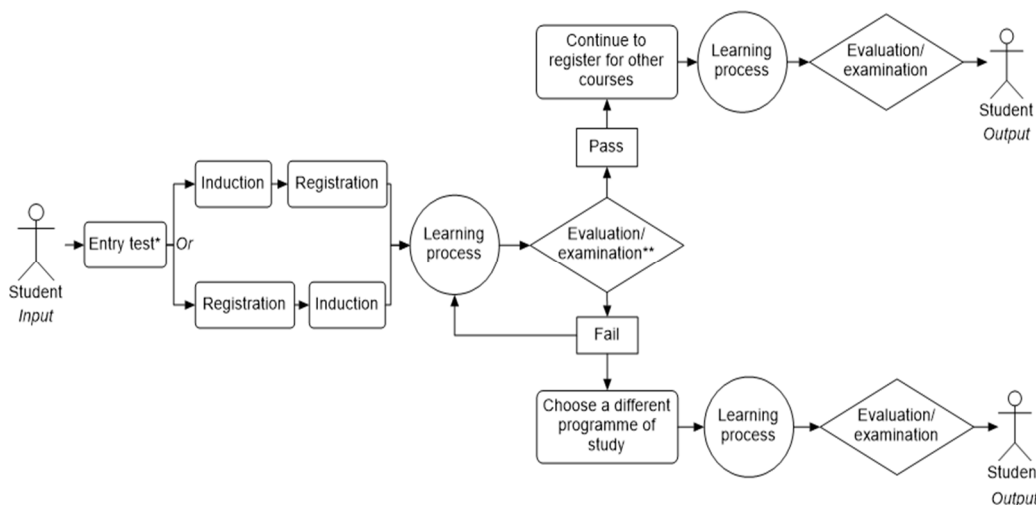 Student
Input
Entry test*
Or
Induction
Registration
Registration
Induction
Learning
process
Evaluation/
examination**
Pass
Continue to
register for other
courses
Learning
process
Evaluation/
examination
Student
Output
Fail
Choose a different
programme of
study
Learning
process
Evaluation/
examination
Student
Output